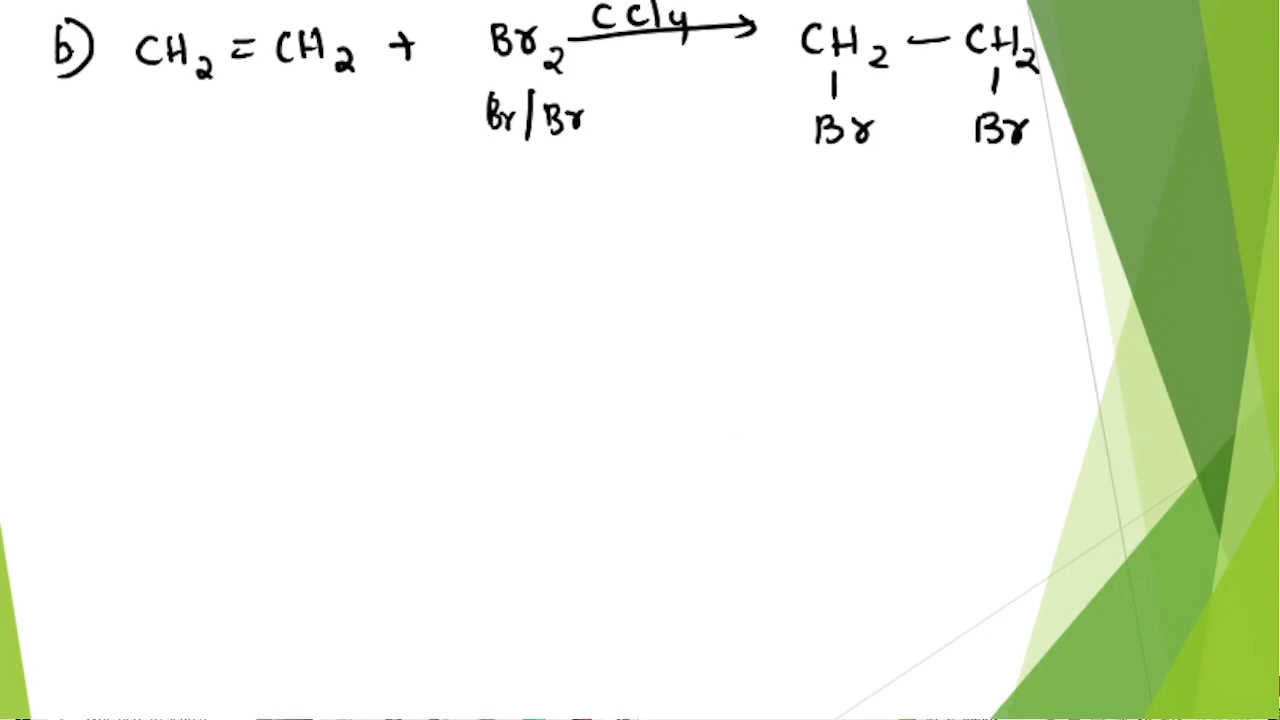 b) CH₂ = CH₂ + Br₂ CCl₄ → CH₂ — CH₂
Br/Br | |
Br Br